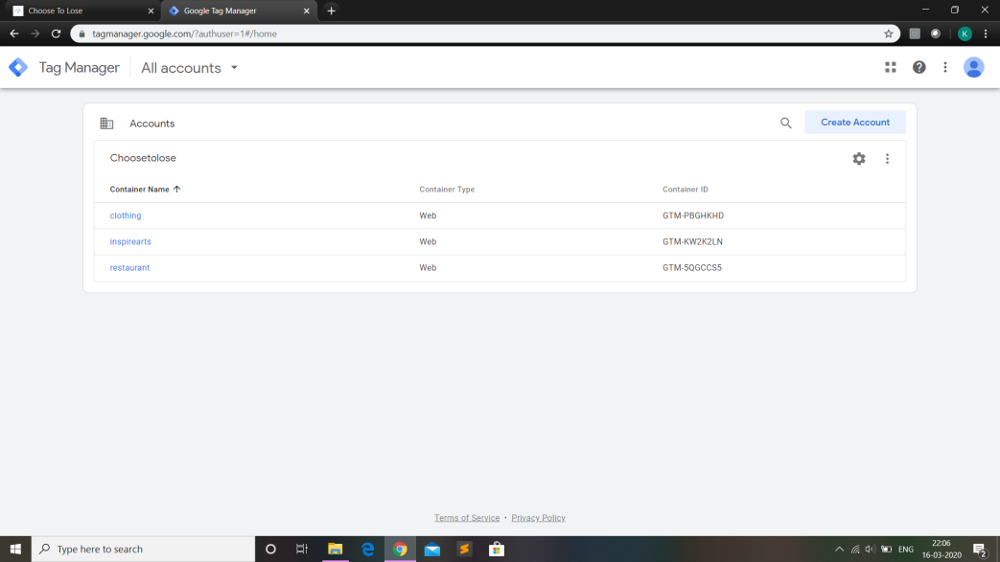 Choose To Lose
Google Tag Manager
tagmanager.google.com/?authuser=1#/home
K
Tag Manager
All accounts
Accounts
Create Account
Choosetolose
Container Name
Container Type
Container ID
clothing
Web
GTM-PBGHKHD
inspirearts
Web
GTM-KW2K2LN
restaurant
Web
GTM-5QGCCS5
Terms of Service • Privacy Policy
Type here to search
ENG
22:06
16-03-2020
2